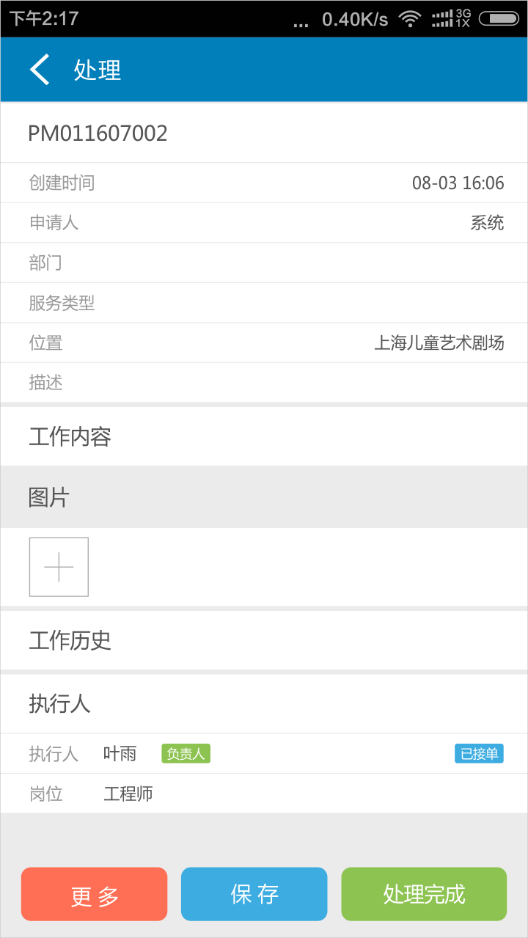 下午2:17 ... 0.40K/s 3G 1X
处理
PM011607002
创建时间 08-03 16:06
申请人 系统
部门
服务类型
位置 上海儿童艺术剧场
描述
工作内容
图片
工作历史
执行人
执行人 叶雨 负责人 已接单
岗位 工程师
更多 保存 处理完成